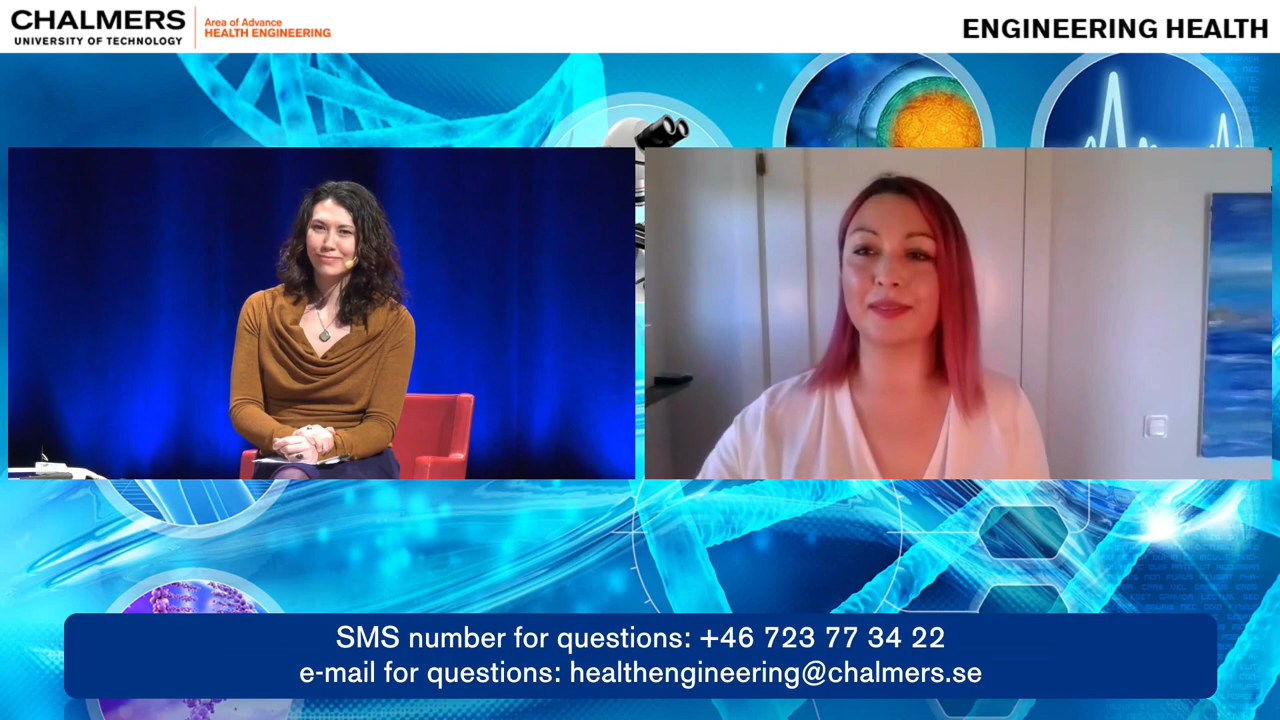 CHALMERS
UNIVERSITY OF TECHNOLOGY
Area of Advance
HEALTH ENGINEERING
ENGINEERING HEALTH
SMS number for questions: +46 723 77 34 22
e-mail for questions: healthengineering@chalmers.se